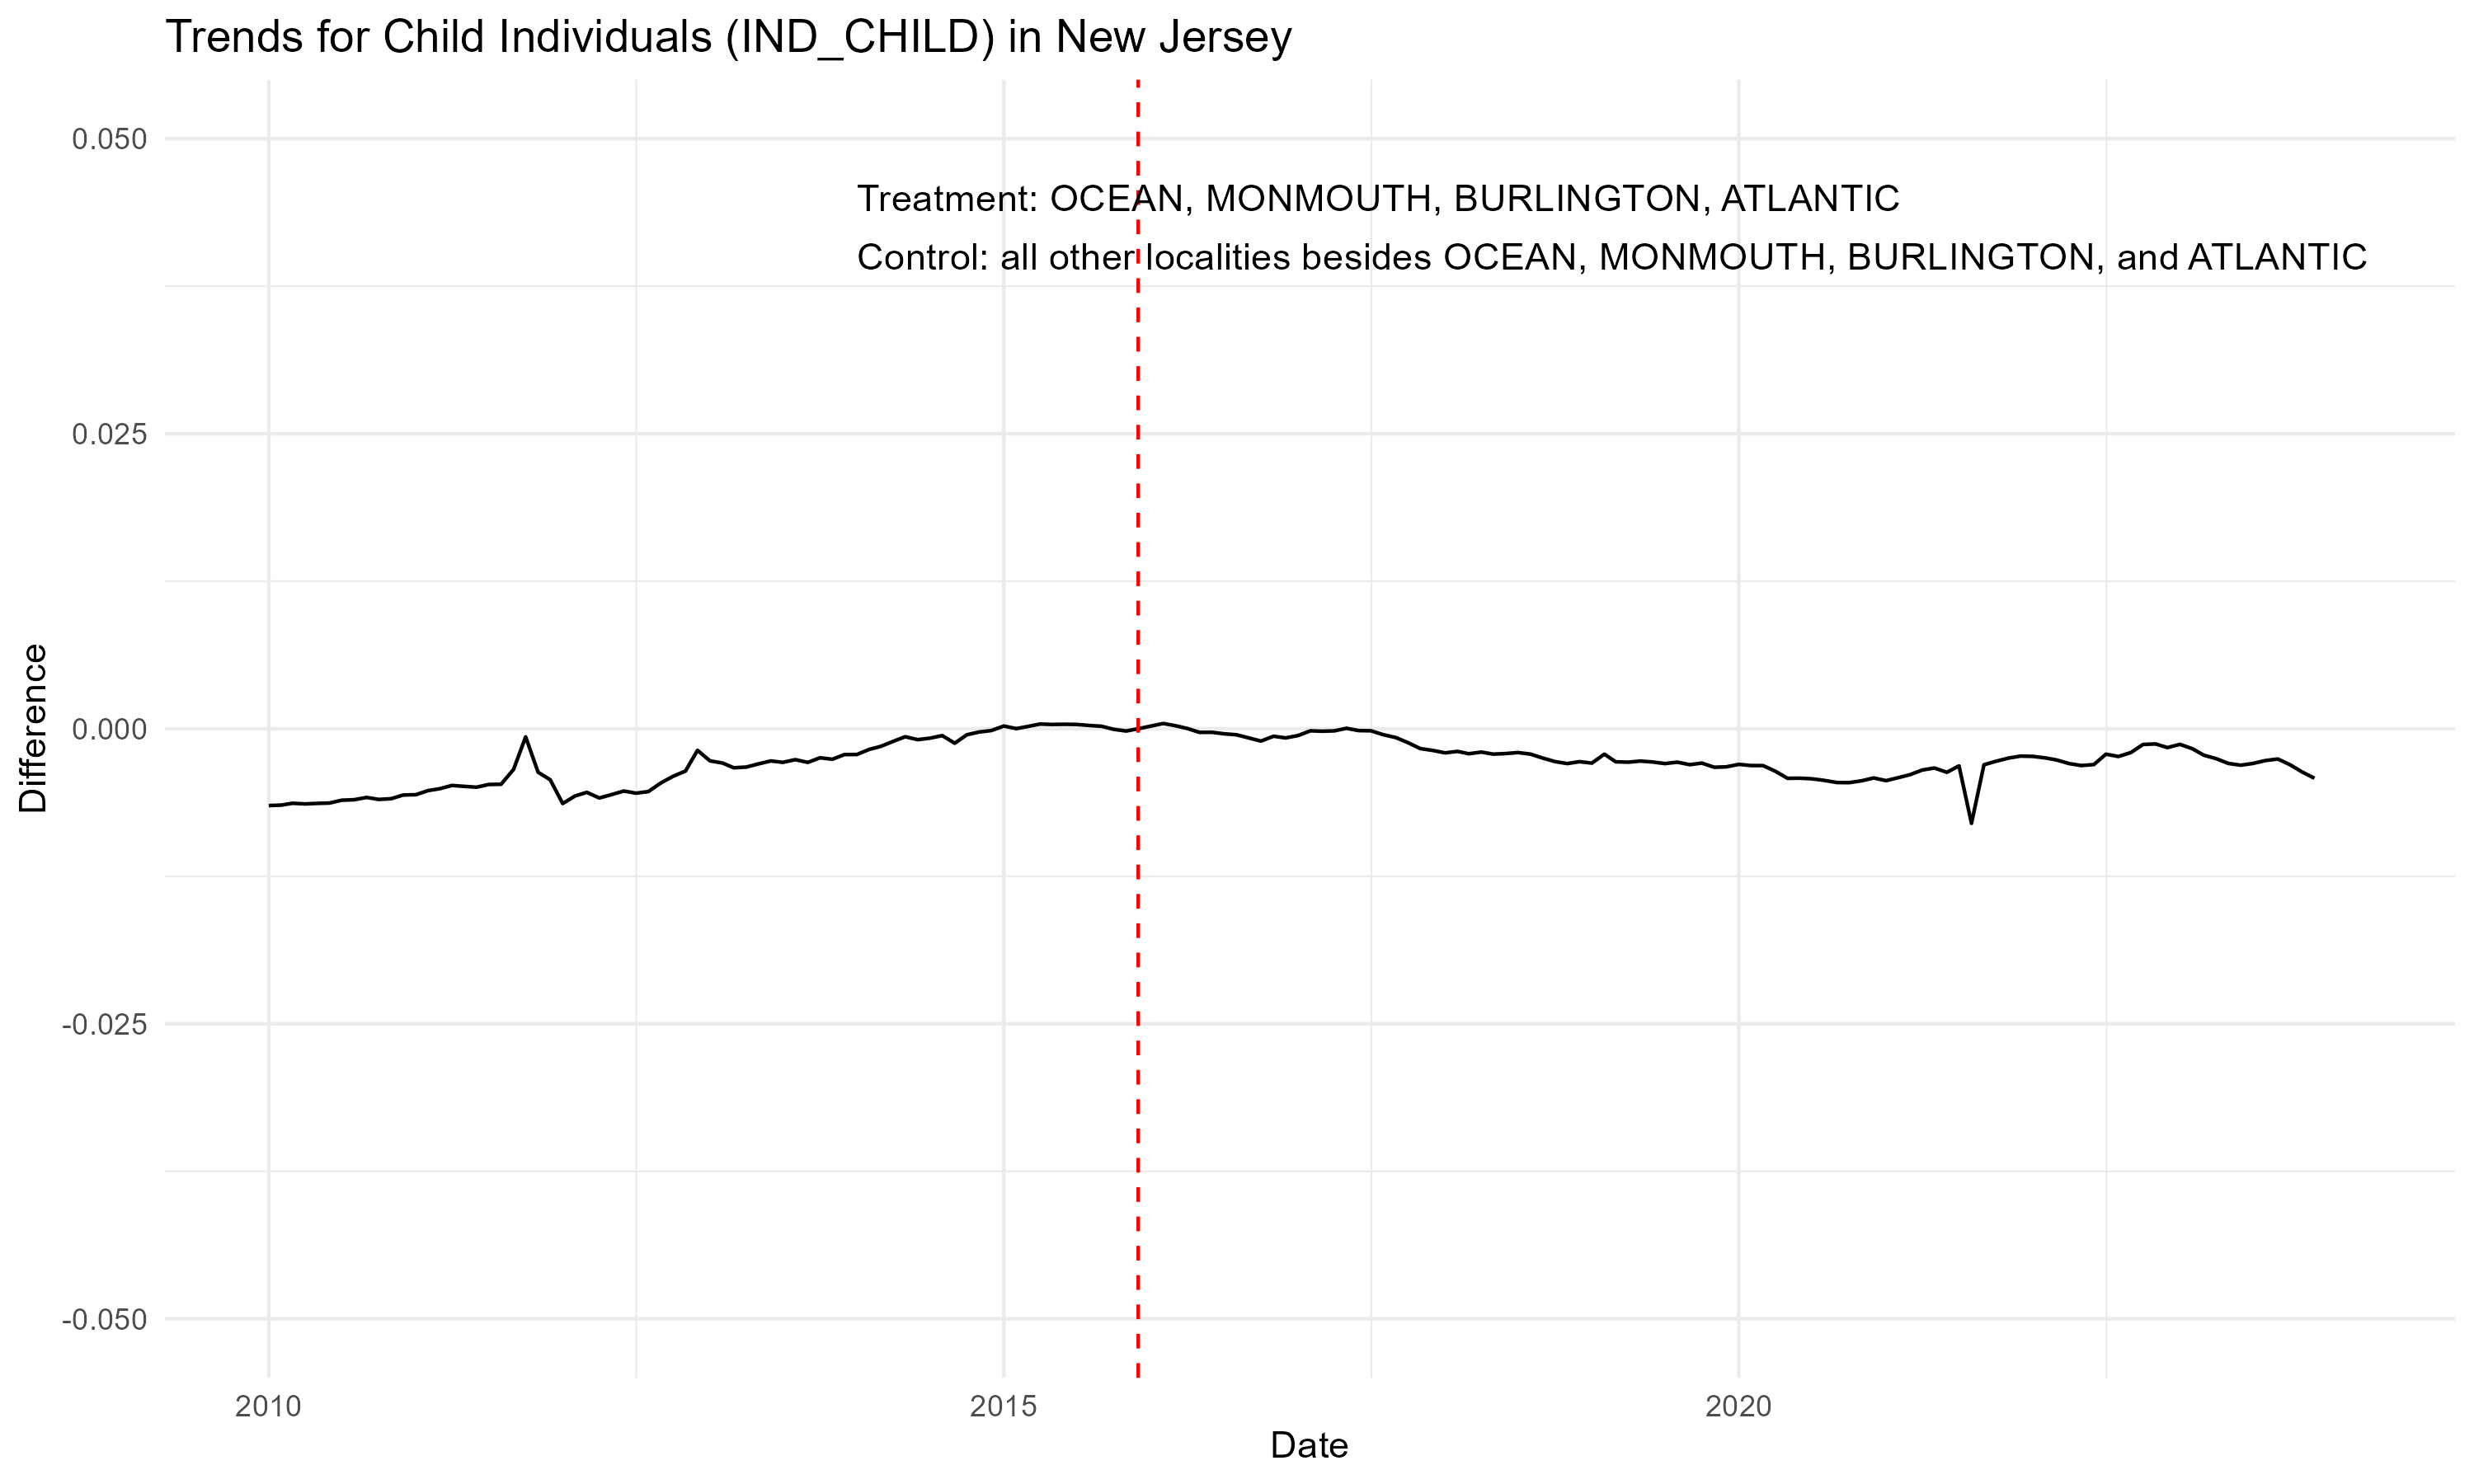 Trends for Child Individuals (IND_CHILD) in New Jersey
0.050
Treatment: OCEAN, MONMOUTH, BURLINGTON, ATLANTIC
Control: all other localities besides OCEAN, MONMOUTH, BURLINGTON, and ATLANTIC
0.025
Difference
0.000
-0.025
-0.050
2010 2015 2020
Date